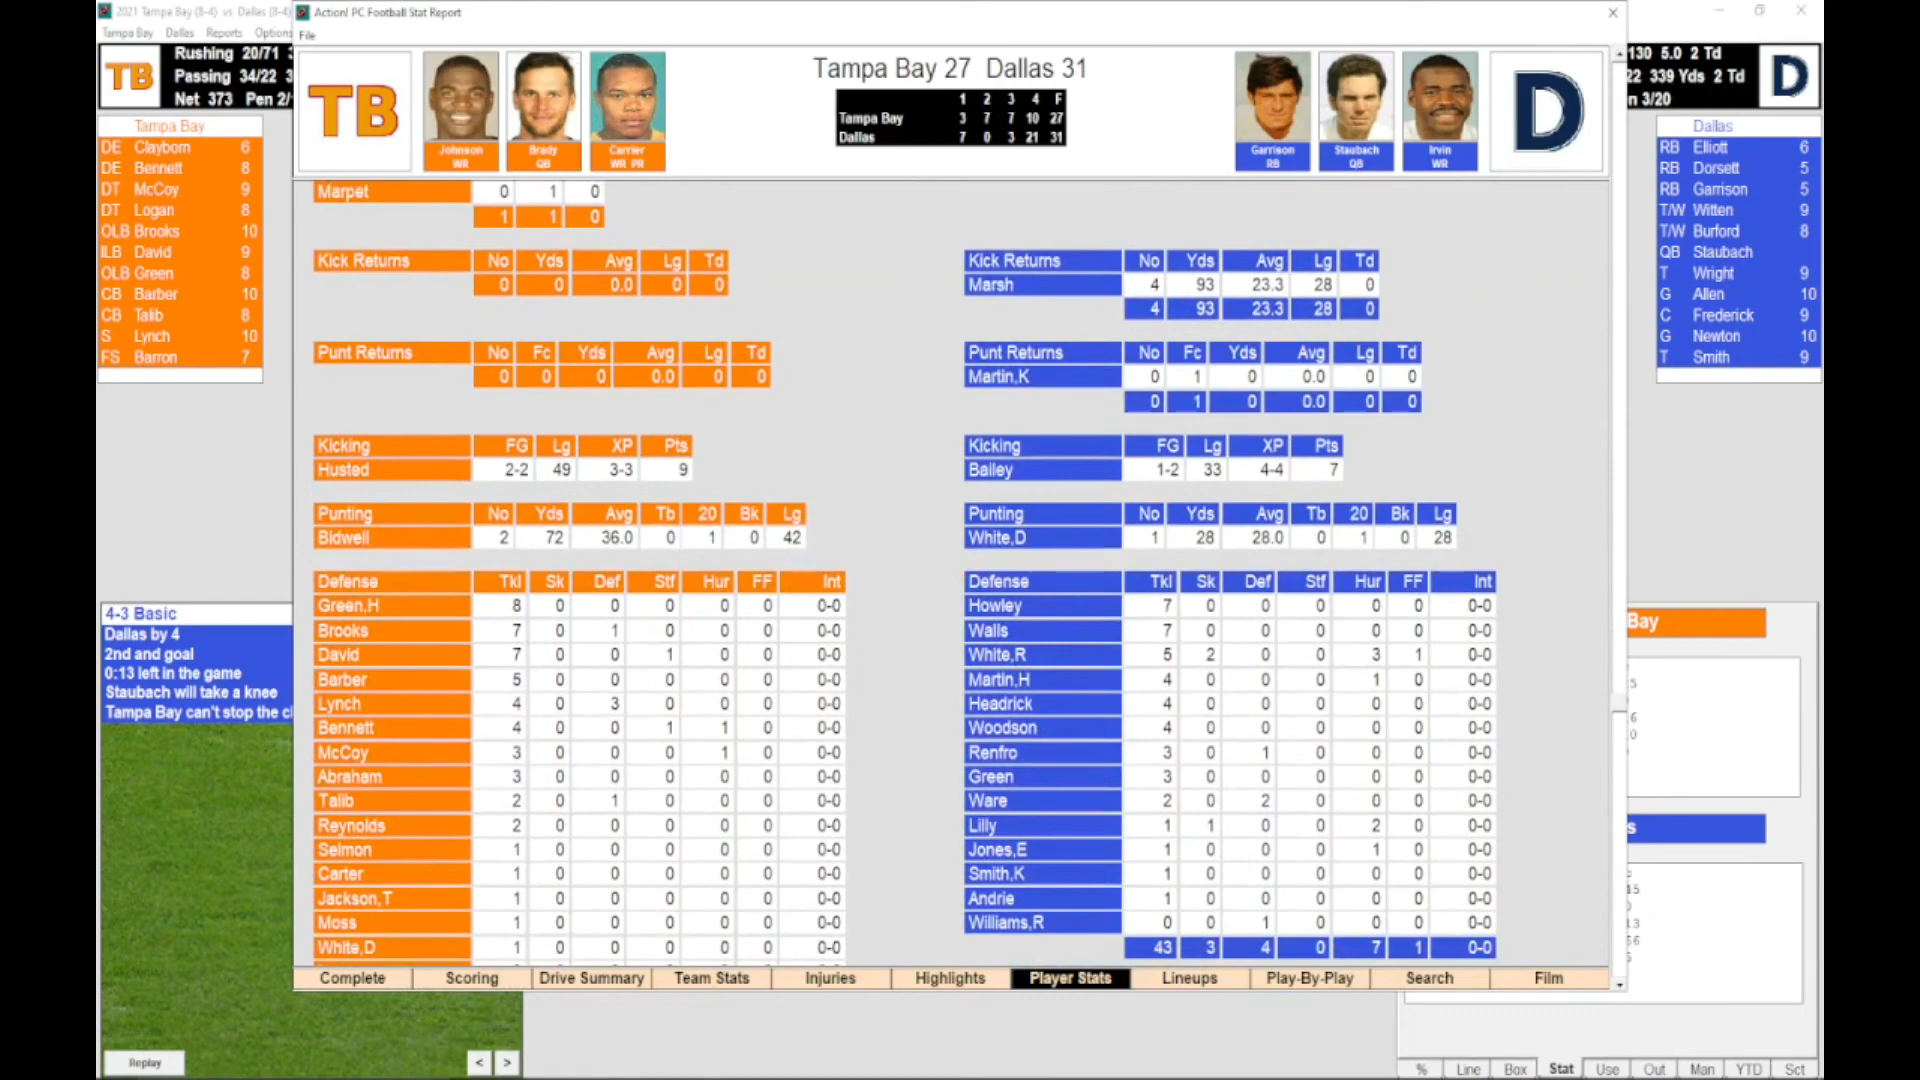 2021 Tampa Bay (8-4) vs Dallas (8-4)
Tampa Bay Dallas Reports Options
Action! PC Football Stat Report
File
TB
Rushing 20/71
Passing 34/22
Net 373 Pen 2/
TB
Johnson WR
Brady QB
Carrier WR PR
Tampa Bay 27 Dallas 31
1 2 3 4 F
Tampa Bay 3 7 7 10 27
Dallas 7 0 3 21 31
Garrison RB
Staubach QB
Irvin WR
D
130 5.0 2 Td
22 339 Yds 2 Td
n 3/20
D
Tampa Bay
DE Clayborn 6
DE Bennett 8
DT McCoy 9
DT Logan 8
OLB Brooks 10
ILB David 9
OLB Green 8
CB Barber 10
CB Talib 8
S Lynch 10
FS Barron 7
Dallas
RB Elliott 6
RB Dorsett 5
RB Garrison 5
T/W Witten 9
T/W Burford 8
QB Staubach
T Wright 9
G Allen 10
C Frederick 9
G Newton 10
T Smith 9
Marpet 0 1 0
1 1 0
Kick Returns No Yds Avg Lg Td
0 0 0.0 0 0
Punt Returns No Fc Yds Avg Lg Td
0 0 0 0.0 0 0
Kicking FG Lg XP Pts
Husted 2-2 49 3-3 9
Punting No Yds Avg Tb 20 Bk Lg
Bidwell 2 72 36.0 0 1 0 42
Defense Tkl Sk Def Stf Hur FF Int
Green,H 8 0 0 0 0 0 0-0
Brooks 7 0 1 0 0 0 0-0
David 7 0 0 1 0 0 0-0
Barber 5 0 0 0 0 0 0-0
Lynch 4 0 3 0 0 0 0-0
Bennett 4 0 0 1 1 0 0-0
McCoy 3 0 0 0 1 0 0-0
Abraham 3 0 0 0 0 0 0-0
Talib 2 0 1 0 0 0 0-0
Reynolds 2 0 0 0 0 0 0-0
Selmon 1 0 0 0 0 0 0-0
Carter 1 0 0 0 0 0 0-0
Jackson,T 1 0 0 0 0 0 0-0
Moss 1 0 0 0 0 0 0-0
White,D 1 0 0 0 0 0 0-0
Kick Returns No Yds Avg Lg Td
Marsh 4 93 23.3 28 0
4 93 23.3 28 0
Punt Returns No Fc Yds Avg Lg Td
Martin,K 0 1 0 0.0 0 0
0 1 0 0.0 0 0
Kicking FG Lg XP Pts
Bailey 1-2 33 4-4 7
Punting No Yds Avg Tb 20 Bk Lg
White,D 1 28 28.0 0 1 0 28
Defense Tkl Sk Def Stf Hur FF Int
Howley 7 0 0 0 0 0 0-0
Walls 7 0 0 0 0 0 0-0
White,R 5 2 0 0 3 1 0-0
Martin,H 4 0 0 0 1 0 0-0
Headrick 4 0 0 0 0 0 0-0
Woodson 4 0 0 0 0 0 0-0
Renfro 3 0 1 0 0 0 0-0
Green 3 0 0 0 0 0 0-0
Ware 2 0 2 0 0 0 0-0
Lilly 1 1 0 0 2 0 0-0
Jones,E 1 0 0 0 1 0 0-0
Smith,K 1 0 0 0 0 0 0-0
Andrie 1 0 0 0 0 0 0-0
Williams,R 0 0 1 0 0 0 0-0
43 3 4 0 7 1 0-0
4-3 Basic
Dallas by 4
2nd and goal
0:13 left in the game
Staubach will take a knee
Tampa Bay can't stop the cl
Bay
5
6
0
s
45
0
13
56
5
Complete Scoring Drive Summary Team Stats Injuries Highlights Player Stats Lineups Play-By-Play Search Film
Replay < >
% Line Box Stat Use Out Man YTD Sct